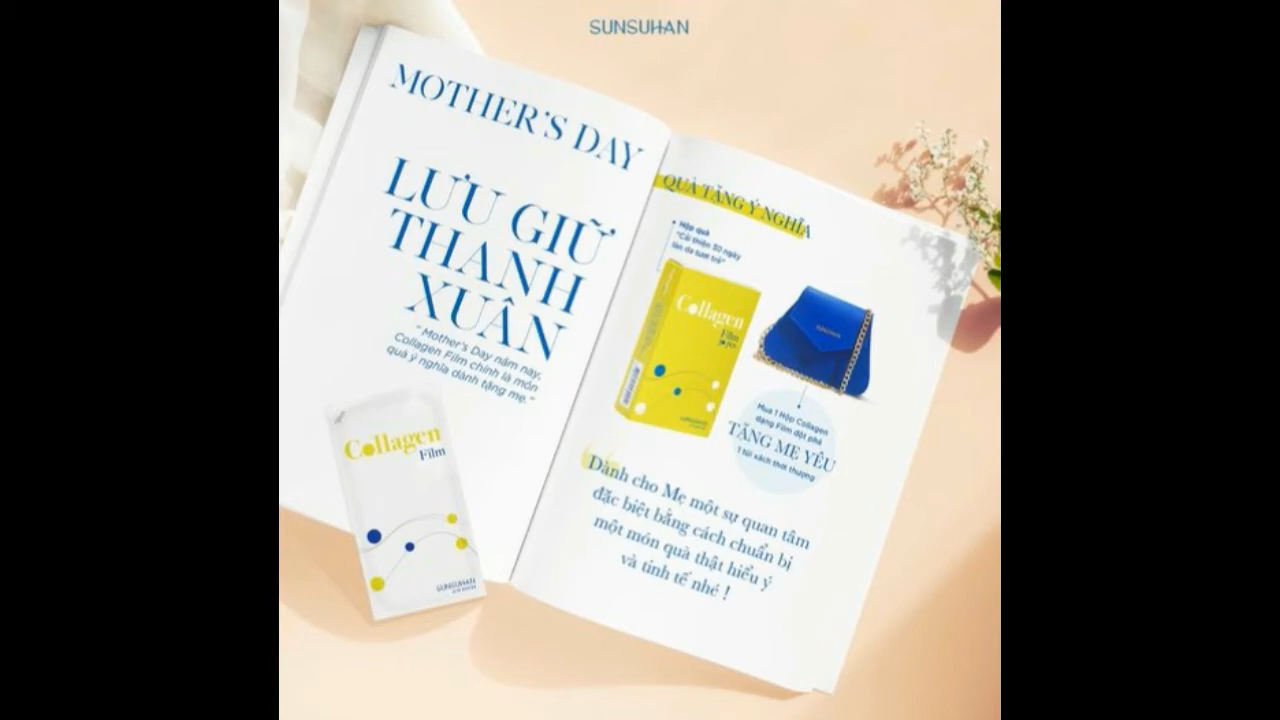 SUNSUHAN
MOTHER'S DAY
LƯU GIỮ
THANH
XUÂN
"Mother's Day năm nay,
Collagen Film chính là món
quà ý nghĩa dành tặng mẹ."
Collagen
Film
SUNSUHAN
QUÀ TẶNG Ý NGHĨA
Hộp quà
"Cải thiện 30 ngày
làn da tươi trẻ"
Collagen
Film
SUNSUHAN
SUNSUHAN
Mua 1 Hộp Collagen
dạng Film đột phá
TẶNG MẸ YÊU
1 túi xách thời thượng
Dành cho Mẹ một sự quan tâm
đặc biệt bằng cách chuẩn bị
một món quà thật hiểu ý
và tinh tế nhé !